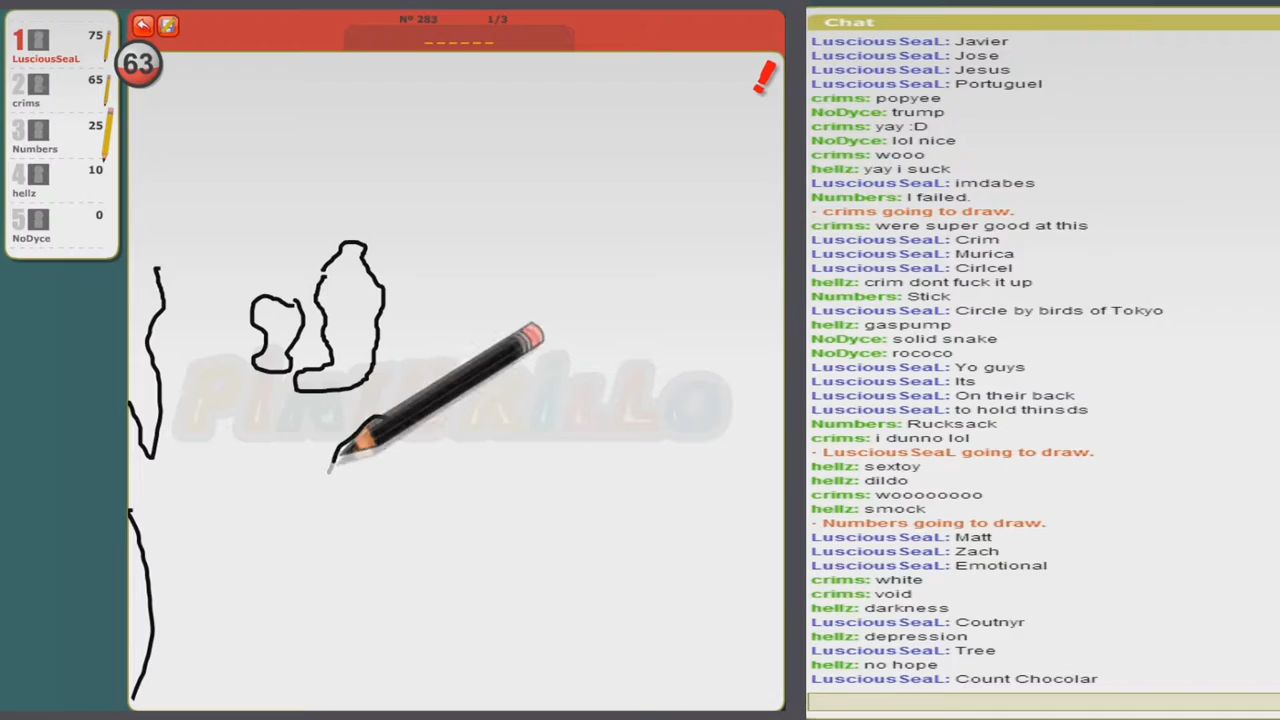 1 75
LusciousSeaL
2 65
crims
3 25
Numbers
4 10
hellz
5 0
NoDyce
63
Nº 283 1/3
______
Chat
LusciousSeaL: Javier
LusciousSeaL: Jose
LusciousSeaL: Jesus
LusciousSeaL: Portuguel
crims: popyee
NoDyce: trump
crims: yay :D
NoDyce: lol nice
crims: wooo
hellz: yay i suck
LusciousSeaL: imdabes
Numbers: I failed.
· crims going to draw.
crims: were super good at this
LusciousSeaL: Crim
LusciousSeaL: Murica
LusciousSeaL: Cirlcel
hellz: crim dont fuck it up
Numbers: Stick
LusciousSeaL: Circle by birds of Tokyo
hellz: gaspump
NoDyce: solid snake
NoDyce: rococo
LusciousSeaL: Yo guys
LusciousSeaL: Its
LusciousSeaL: On their back
LusciousSeaL: to hold thinsds
Numbers: Rucksack
crims: i dunno lol
· LusciousSeaL going to draw.
hellz: sextoy
hellz: dildo
crims: woooooooo
hellz: smock
· Numbers going to draw.
LusciousSeaL: Matt
LusciousSeaL: Zach
LusciousSeaL: Emotional
crims: white
crims: void
hellz: darkness
LusciousSeaL: Coutnyr
hellz: depression
LusciousSeaL: Tree
hellz: no hope
LusciousSeaL: Count Chocolar